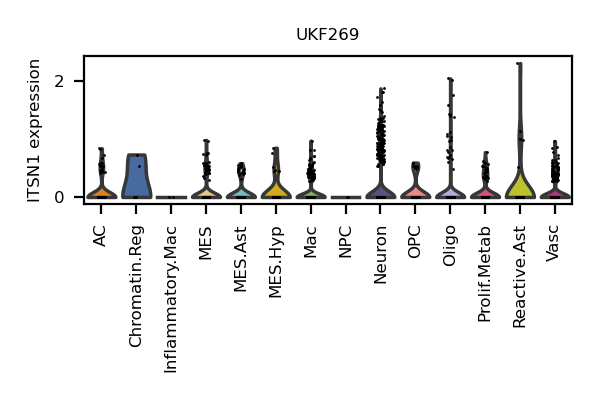 UKF269
ITSN1 expression
2
0
AC
Chromatin.Reg
Inflammatory.Mac
MES
MES.Ast
MES.Hyp
Mac
NPC
Neuron
OPC
Oligo
Prolif.Metab
Reactive.Ast
Vasc